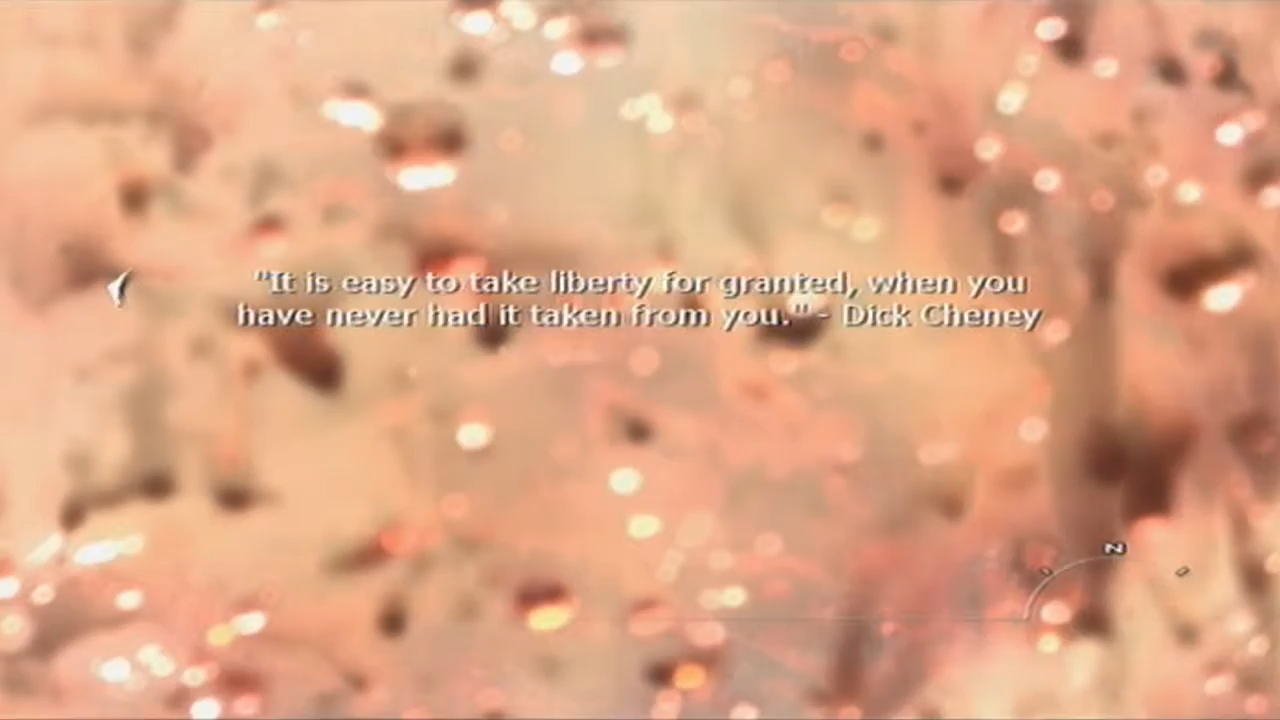 "It is easy to take liberty for granted, when you
have never had it taken from you." - Dick Cheney
N